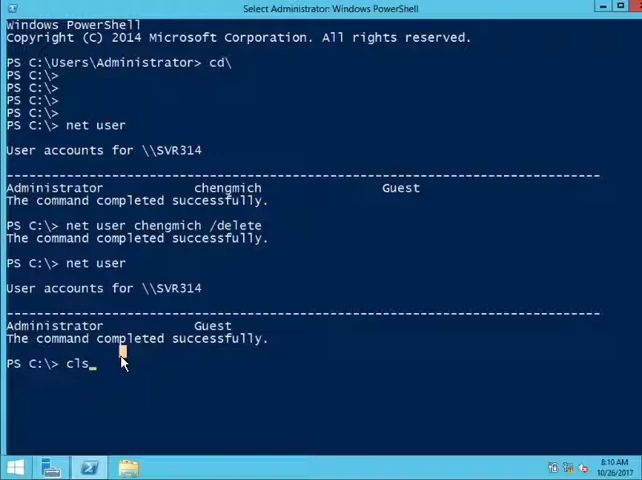 Select Administrator: Windows PowerShell
Windows PowerShell
Copyright (C) 2014 Microsoft Corporation. All rights reserved.
PS C:\Users\Administrator> cd\
PS C:\>
PS C:\>
PS C:\>
PS C:\>
PS C:\> net user
User accounts for \\SVR314
-------------------------------------------------------------------------------
Administrator chengmich Guest
The command completed successfully.
PS C:\> net user chengmich /delete
The command completed successfully.
PS C:\> net user
User accounts for \\SVR314
-------------------------------------------------------------------------------
Administrator Guest
The command completed successfully.
PS C:\> cls_
8:10 AM
10/26/2017